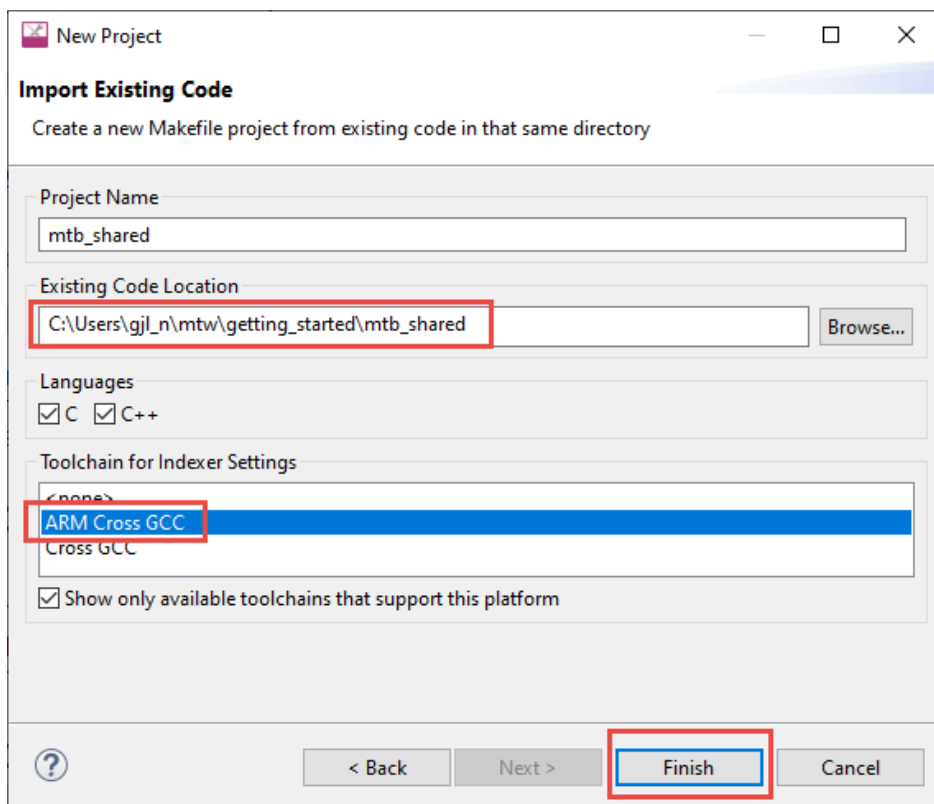 New Project
Import Existing Code
Create a new Makefile project from existing code in that same directory
Project Name
mtb_shared
Existing Code Location
C:\Users\gjl_n\mtw\getting_started\mtb_shared
Browse...
Languages
C C++
Toolchain for Indexer Settings
<none>
ARM Cross GCC
Cross GCC
Show only available toolchains that support this platform
? < Back Next > Finish Cancel